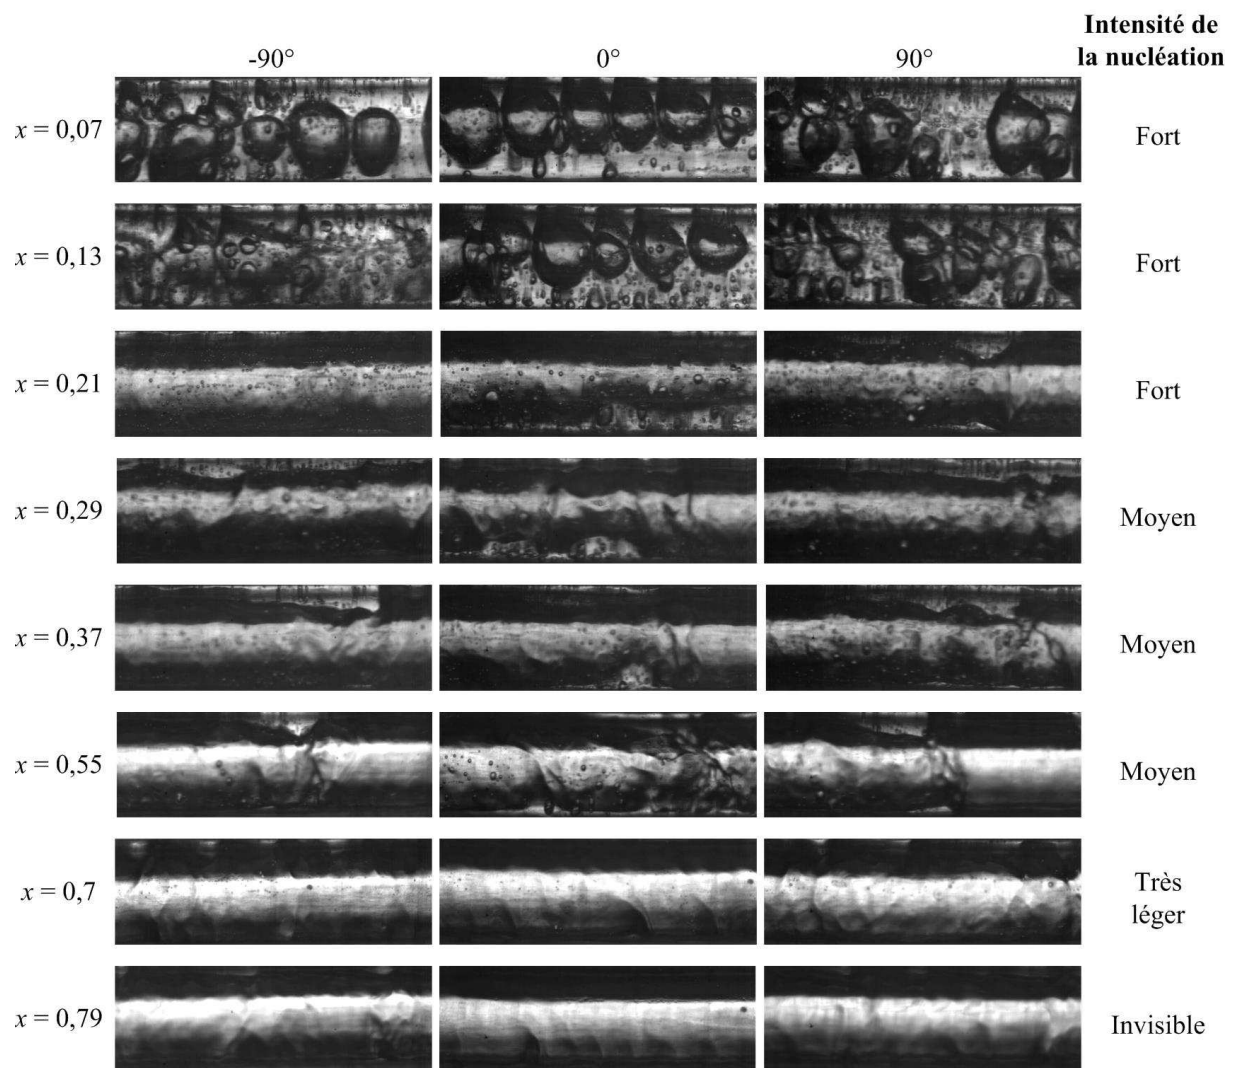 Intensité de
la nucléation
-90°
0°
90°
x = 0,07
Fort
x = 0,13
Fort
x = 0,21
Fort
x = 0,29
Moyen
x = 0,37
Moyen
x = 0,55
Moyen
x = 0,7
Très
léger
x = 0,79
Invisible